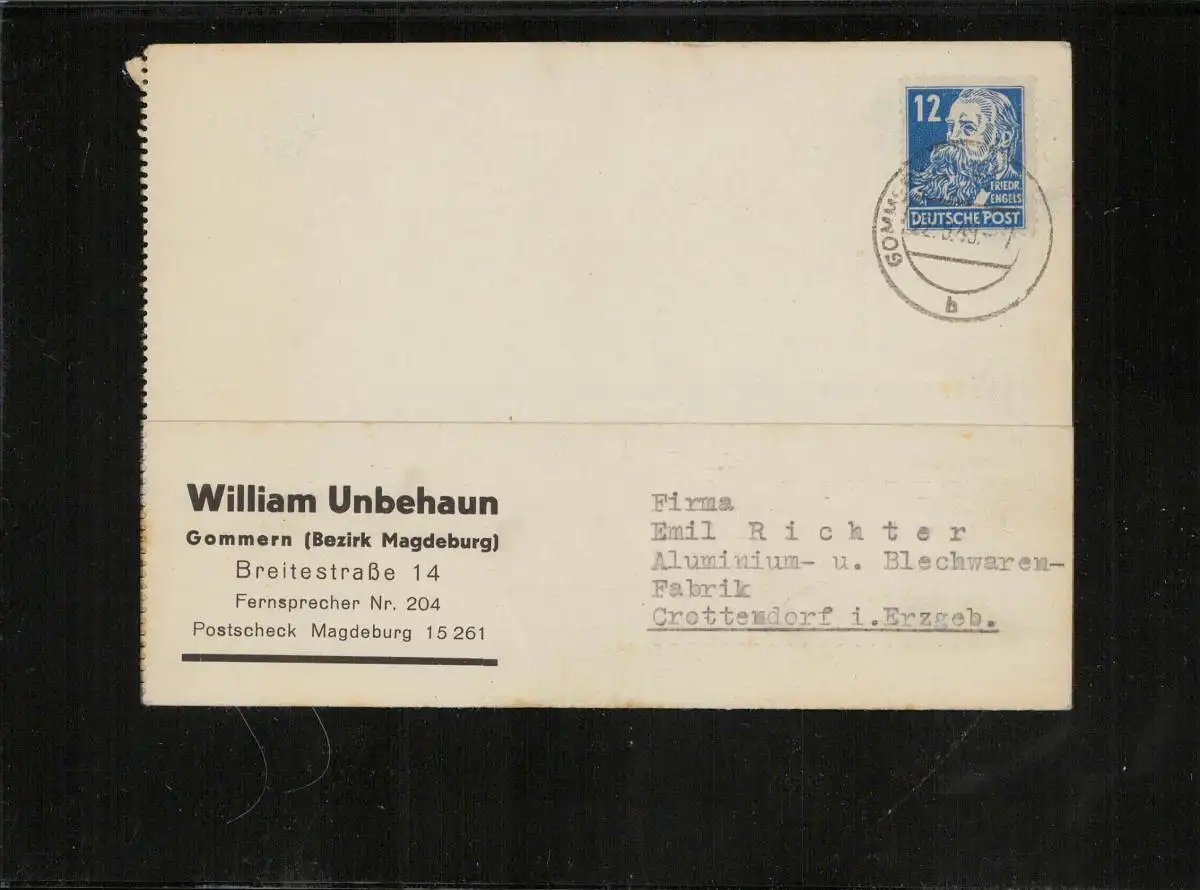 12
FRIEDR.
ENGELS
DEUTSCHE POST
b
William Unbehaun
Gommern (Bezirk Magdeburg)
Breitestraße 14
Fernsprecher Nr. 204
Postscheck Magdeburg 15 261
Firma
Emil Richter
Aluminium- u. Blechwaren-
Fabrik
Crottendorf i.Erzgeb.